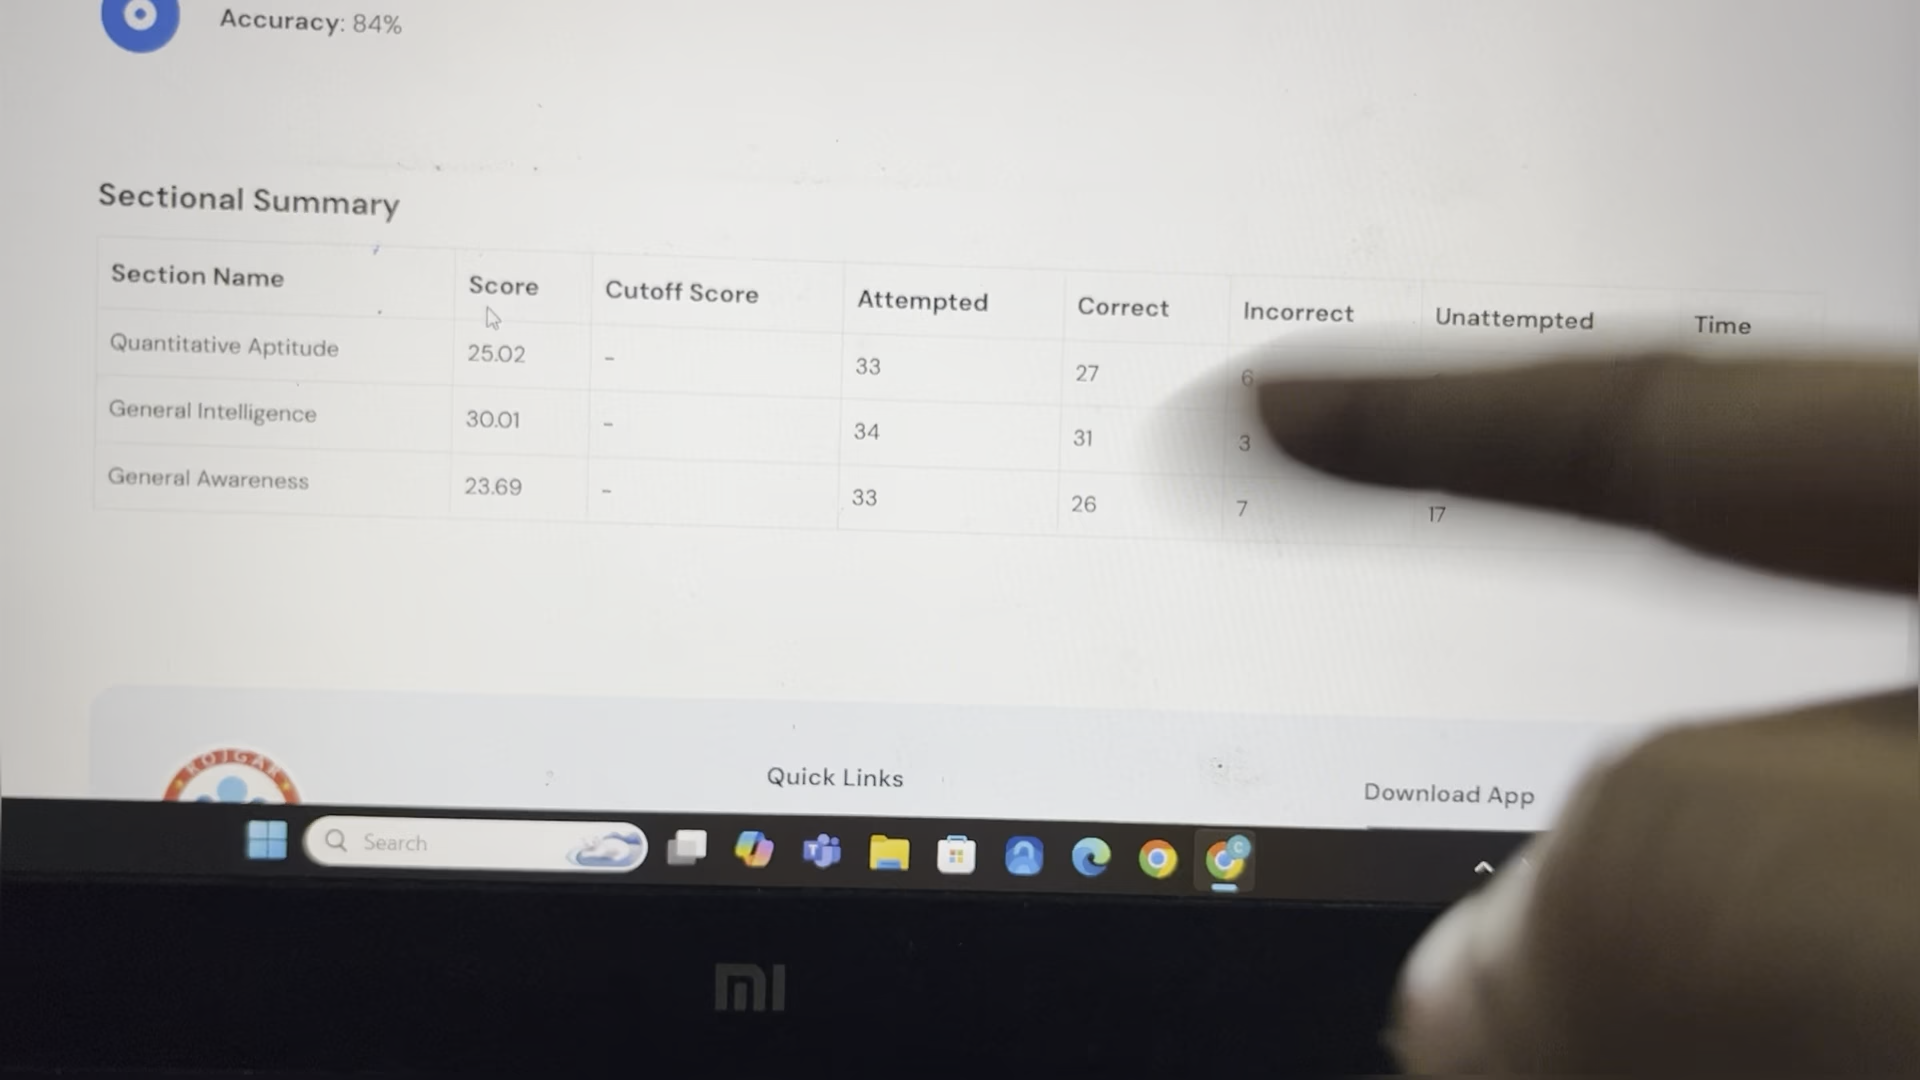 Accuracy: 84%
Sectional Summary
Section Name Score Cutoff Score Attempted Correct Incorrect Unattempted Time
Quantitative Aptitude 25.02 - 33 27 6
General Intelligence 30.01 - 34 31 3
General Awareness 23.69 - 33 26 7 17
ROJGAR
Quick Links
Download App
Search
C
T
mi